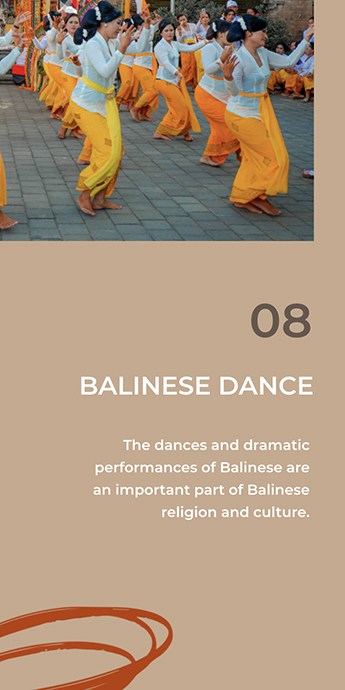 08
BALINESE DANCE
The dances and dramatic
performances of Balinese are
an important part of Balinese
religion and culture.